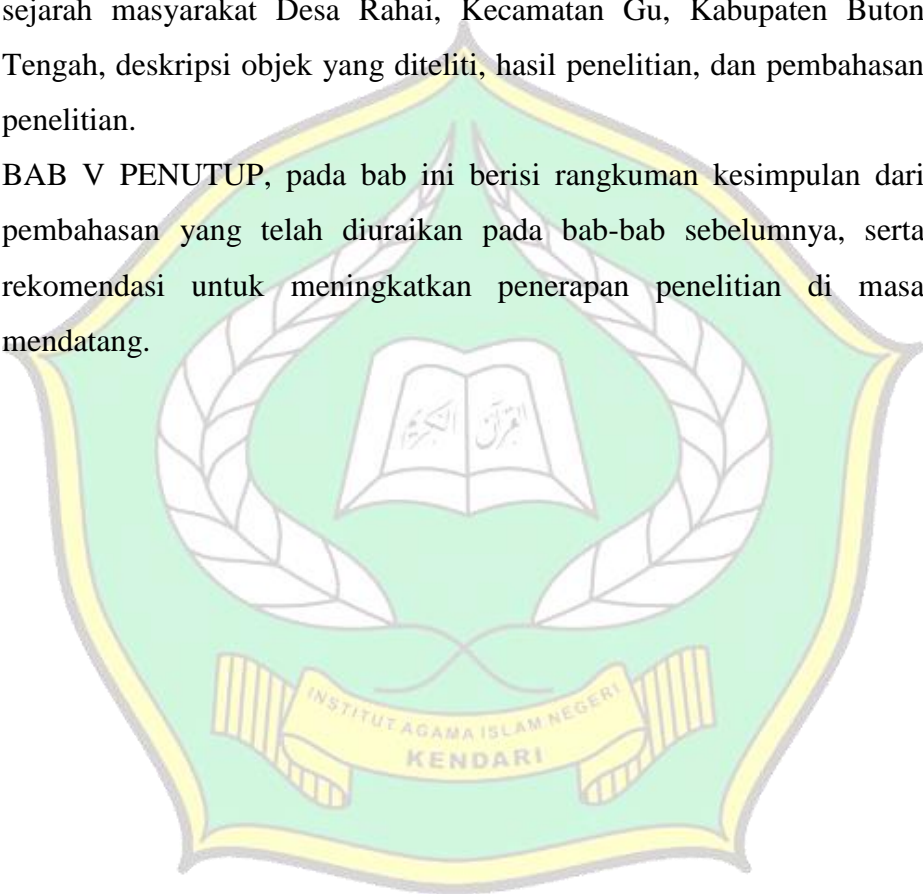 sejarah masyarakat Desa Rahai, Kecamatan Gu, Kabupaten Buton
Tengah, deskripsi objek yang diteliti, hasil penelitian, dan pembahasan
penelitian.
BAB V PENUTUP, pada bab ini berisi rangkuman kesimpulan dari
pembahasan yang telah diuraikan pada bab-bab sebelumnya, serta
rekomendasi untuk meningkatkan penerapan penelitian di masa
mendatang.
القرآن الكريم
INSTITUT AGAMA ISLAM NEGERI
KENDARI